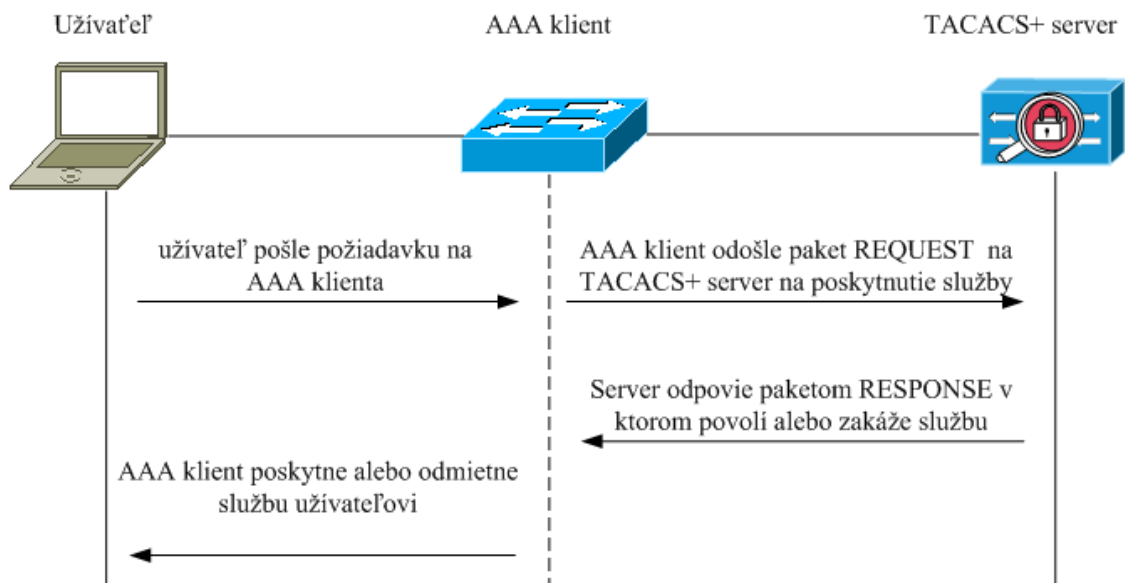 Užívateľ
AAA klient
TACACS+ server
užívateľ pošle požiadavku na
AAA klienta
AAA klient odošle paket REQUEST na
TACACS+ server na poskytnutie služby
Server odpovie paketom RESPONSE v
ktorom povolí alebo zakáže službu
AAA klient poskytne alebo odmietne
službu užívateľovi